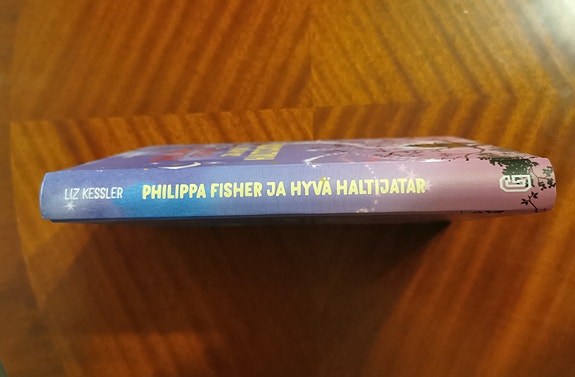 LIZ KESSLER PHILIPPA FISHER JA HYVÄ HALTIJATAR